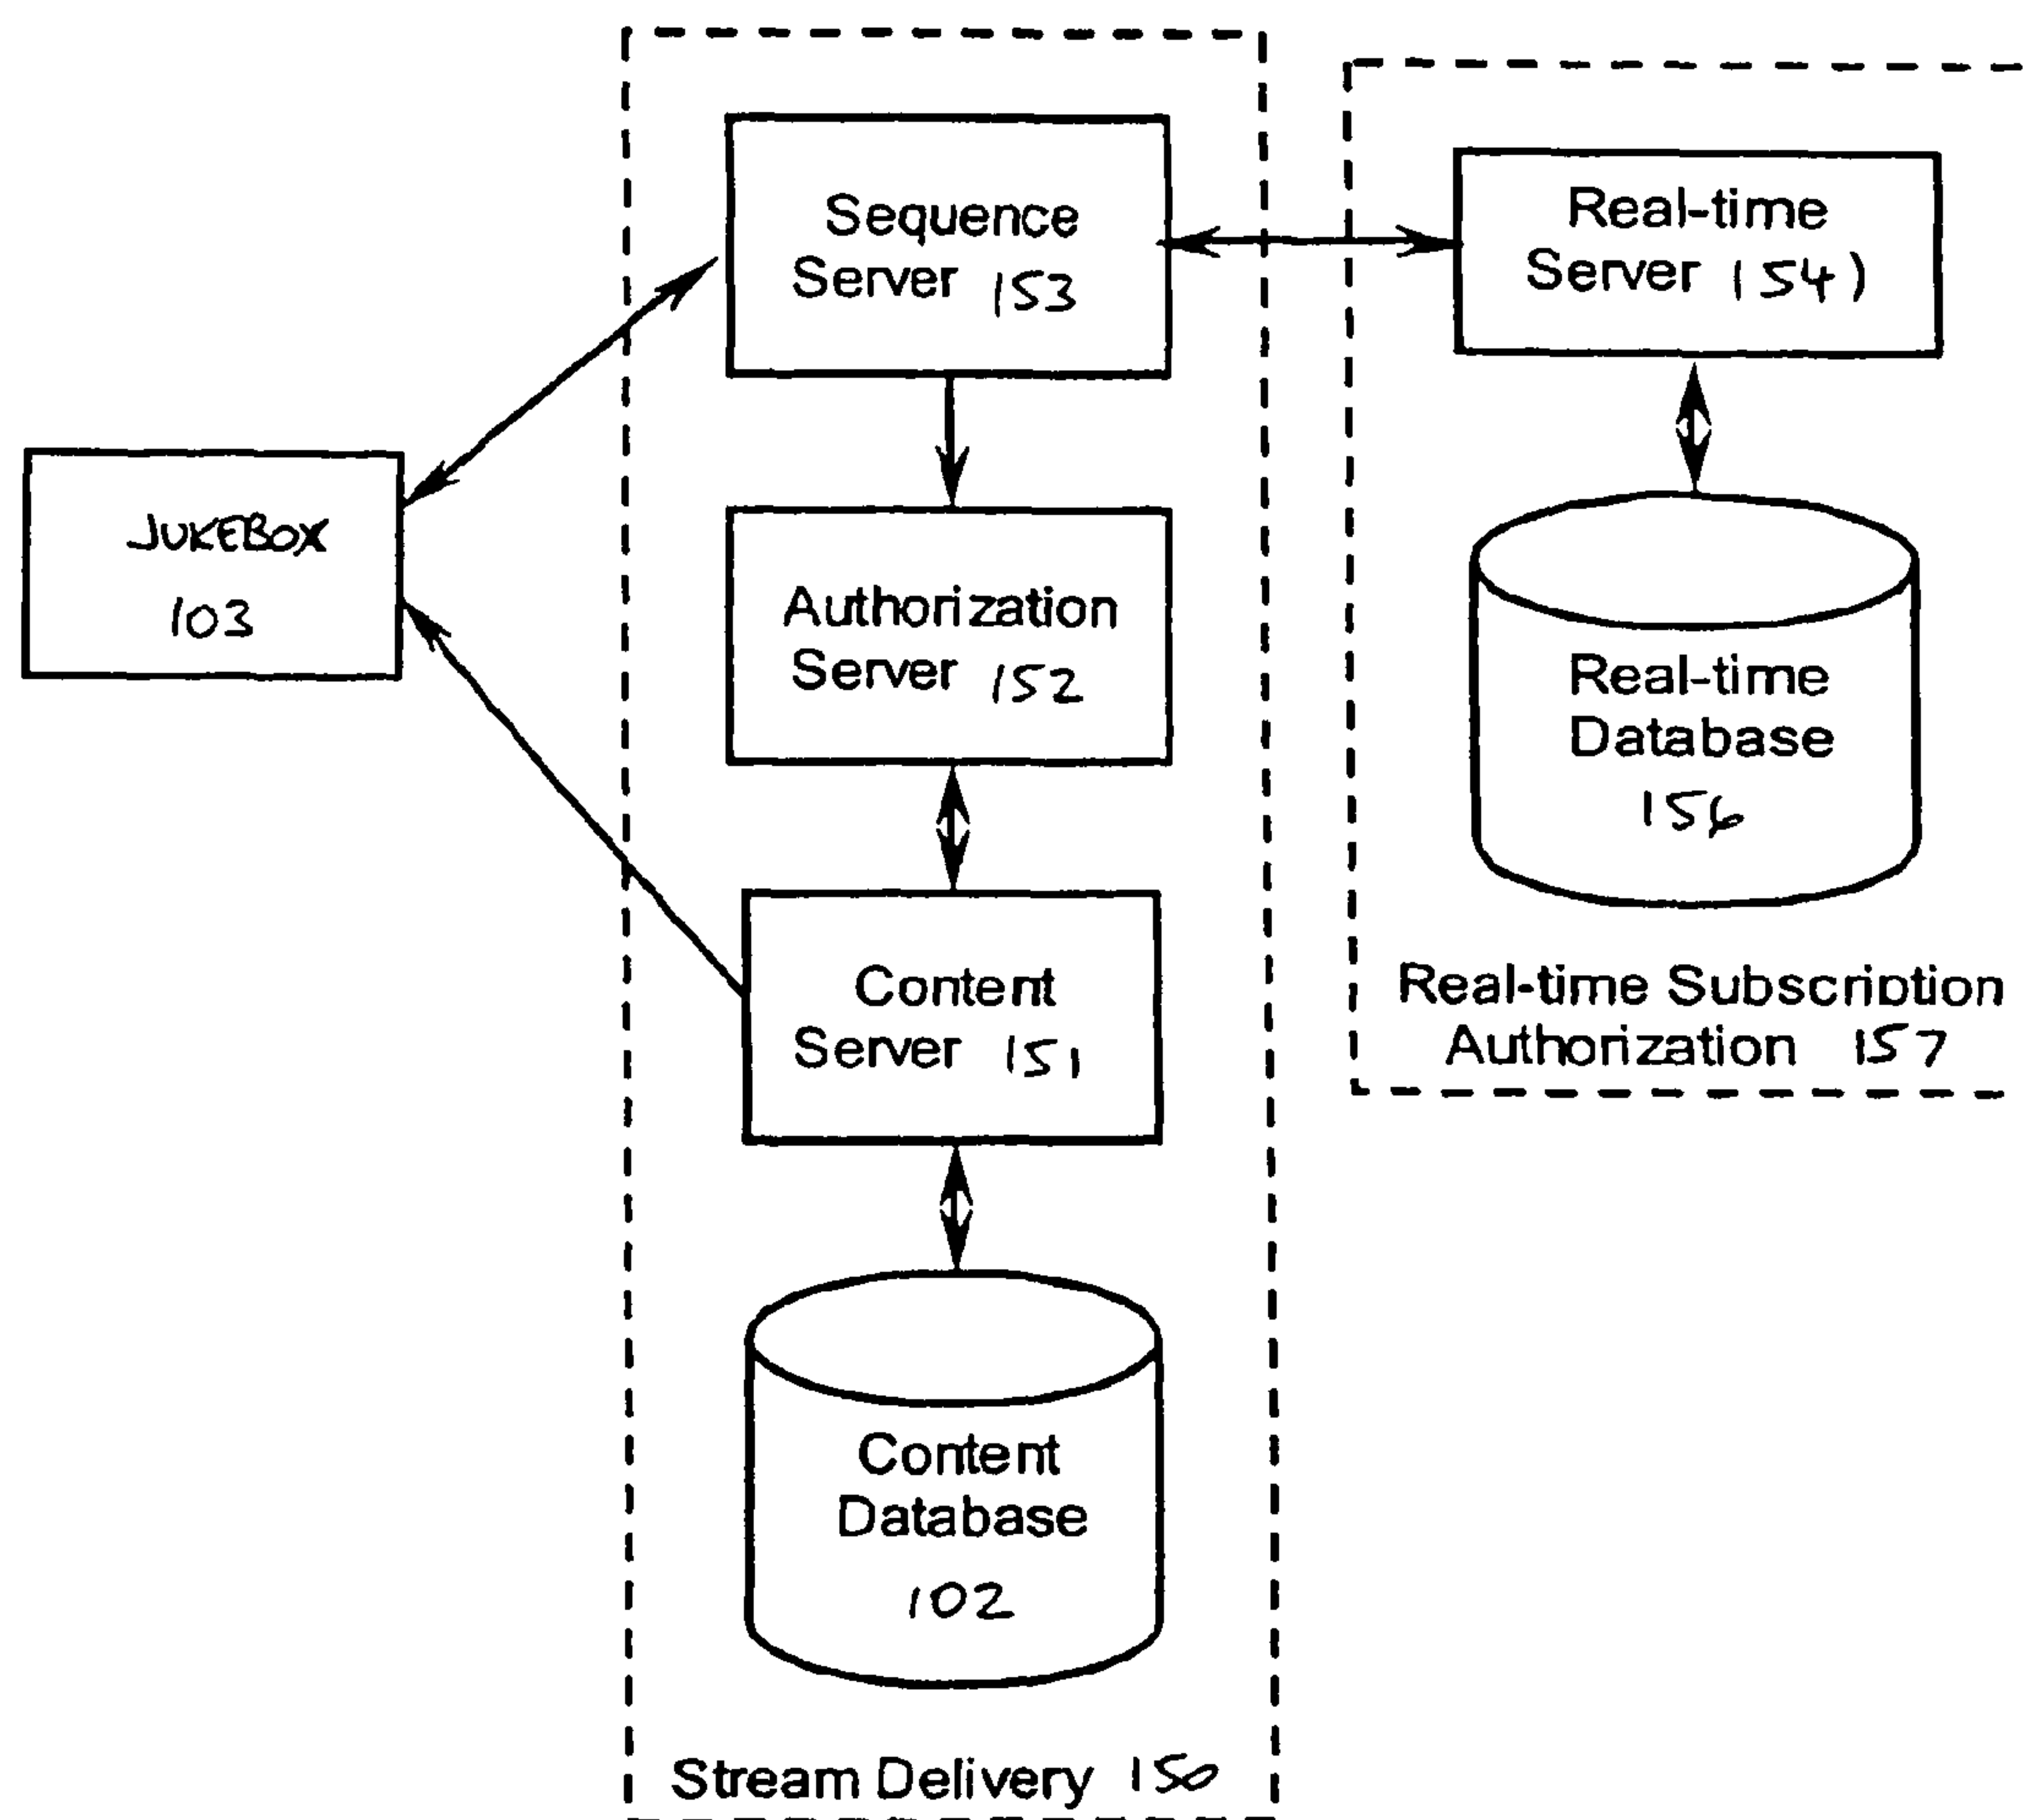 Sequence
Server 153
Real-time
Server 154)
JUKEBOX
103
Authorization
Server 152
Real-time
Database
156
Content
Server 151
Real-time Subscription
Authorization 157
Content
Database
102
Stream Delivery 150